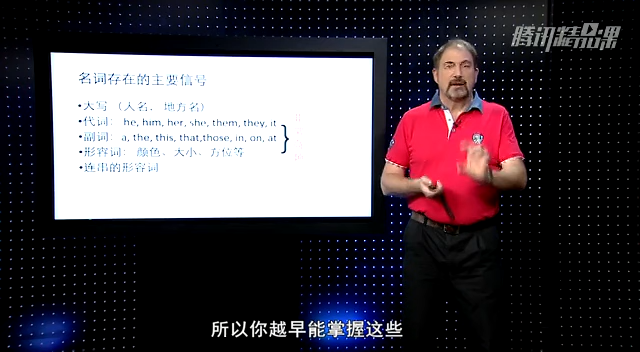 腾讯精品课
名词存在的主要信号
•大写 （人名，地方名）
•代词： he, him, her, she, them, they, it
•副词： a, the, this, that,those, in, on, at
•形容词： 颜色，大小，方位等
•连串的形容词
所以你越早能掌握这些